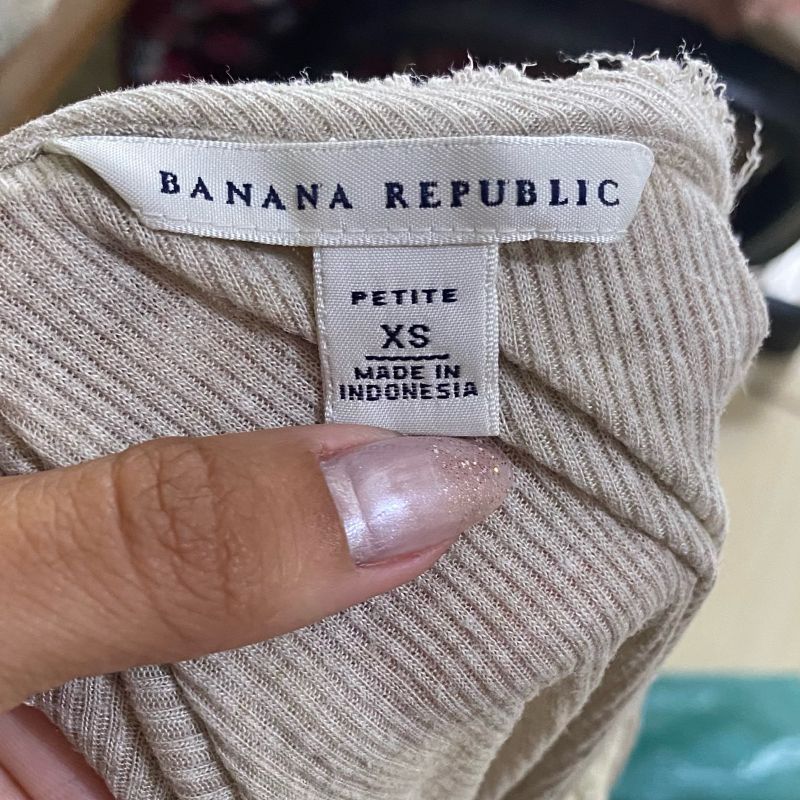 BANANA REPUBLIC
PETITE
XS
MADE IN
INDONESIA